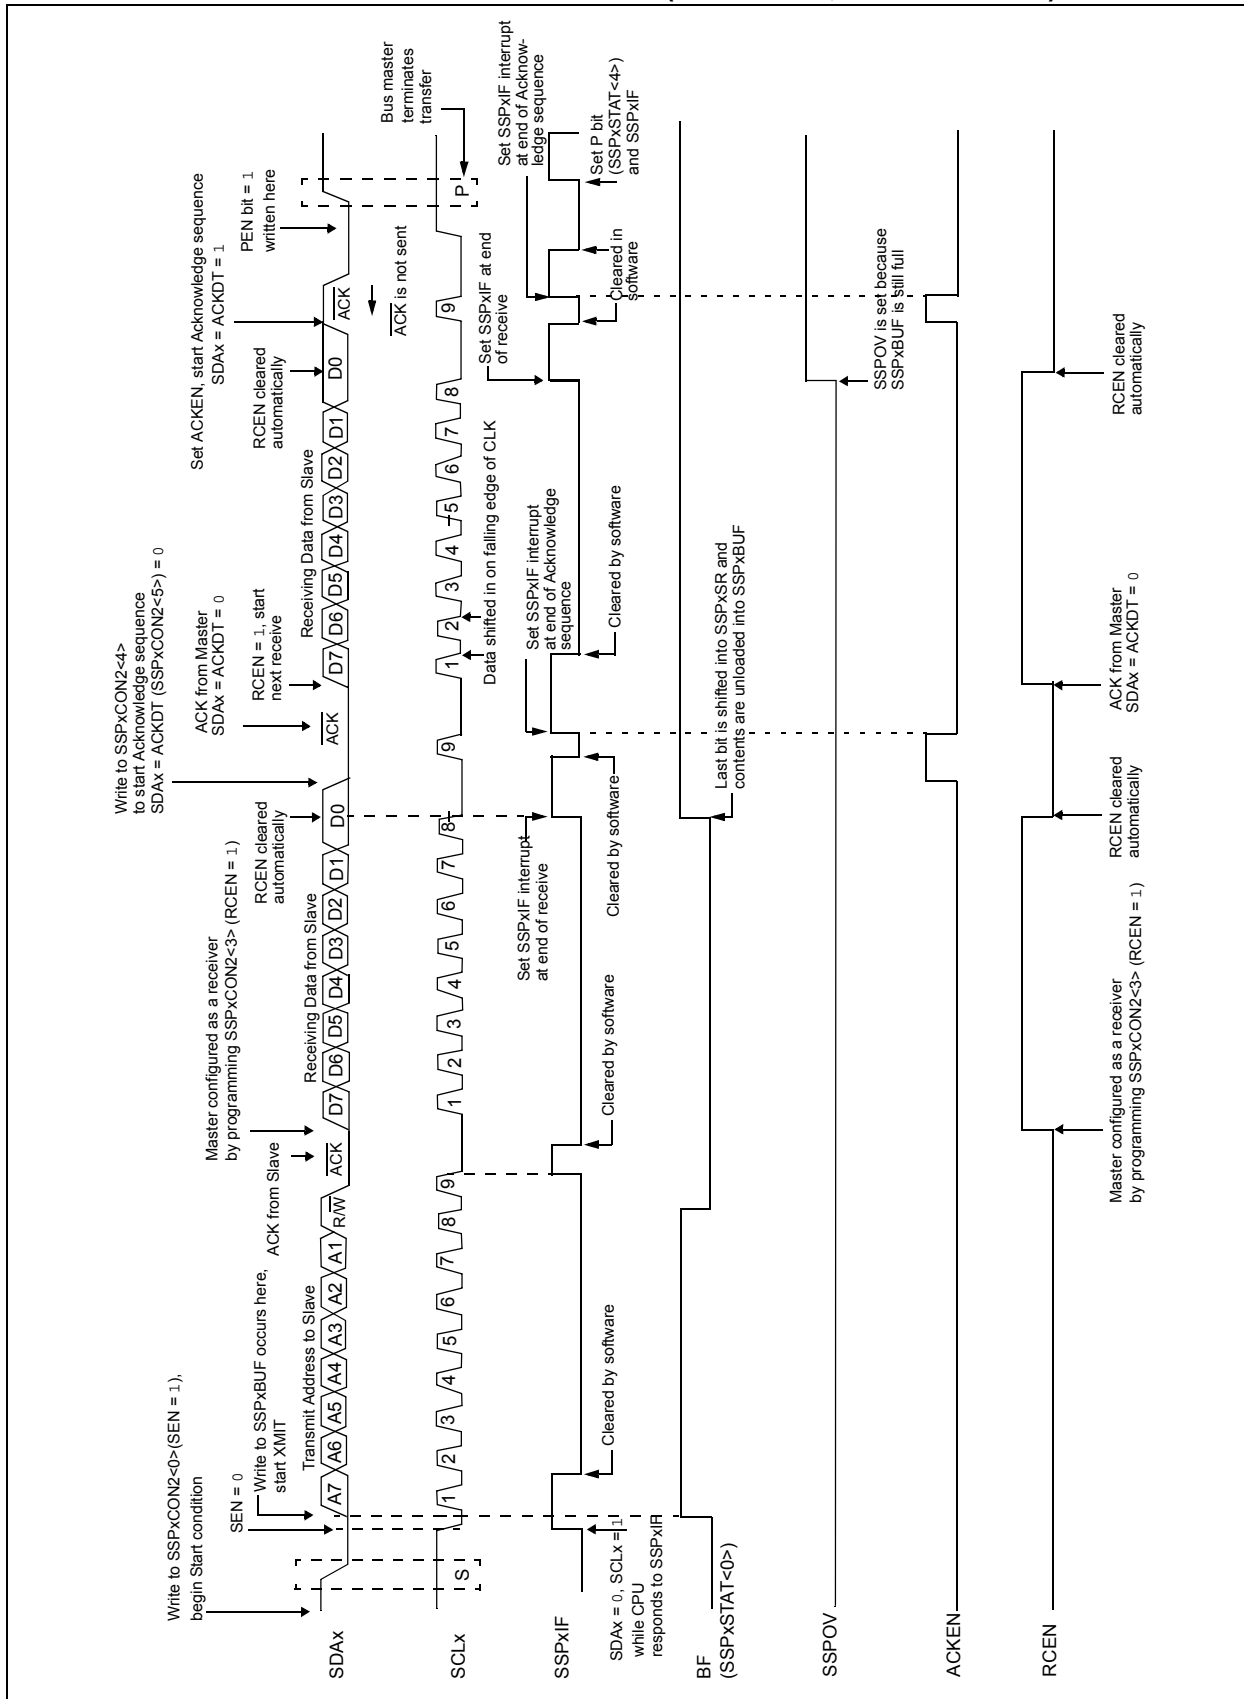 Write to SSPxCON2<0>(SEN = 1),
begin Start condition
SEN = 0
Write to SSPxBUF occurs here,
start XMIT
ACK from Slave
Master configured as a receiver
by programming SSPxCON2<3> (RCEN = 1)
RCEN cleared
automatically
Write to SSPxCON2<4>
to start Acknowledge sequence
SDAx = ACKDT (SSPxCON2<5>) = 0
ACK from Master
SDAx = ACKDT = 0
RCEN = 1, start
next receive
RCEN cleared
automatically
Set ACKEN, start Acknowledge sequence
SDAx = ACKDT = 1
PEN bit = 1
written here
Transmit Address to Slave
Receiving Data from Slave
Receiving Data from Slave
SDAx
A7 A6 A5 A4 A3 A2 A1 R/W ACK D7 D6 D5 D4 D3 D2 D1 D0 ACK D7 D6 D5 D4 D3 D2 D1 D0 ACK
ACK is not sent
Bus master
terminates
transfer
SCLx
S 1 2 3 4 5 6 7 8 9 1 2 3 4 5 6 7 8 9 1 2 3 4 5 6 7 8 9 P
Data shifted in on falling edge of CLK
Set SSPxIF interrupt
at end of receive
Set SSPxIF interrupt
at end of Acknowledge
sequence
Set SSPxIF at end
of receive
Set SSPxIF interrupt
at end of Acknow-
ledge sequence
SSPxIF
SDAx = 0, SCLx = 1
while CPU
responds to SSPxIF
Cleared by software
Cleared by software
Cleared by software
Cleared by software
Cleared in
software
Set P bit
(SSPxSTAT<4>)
and SSPxIF
BF
(SSPxSTAT<0>)
Last bit is shifted into SSPxSR and
contents are unloaded into SSPxBUF
SSPOV
SSPOV is set because
SSPxBUF is still full
ACKEN
RCEN
Master configured as a receiver
by programming SSPxCON2<3> (RCEN = 1)
RCEN cleared
automatically
ACK from Master
SDAx = ACKDT = 0
RCEN cleared
automatically